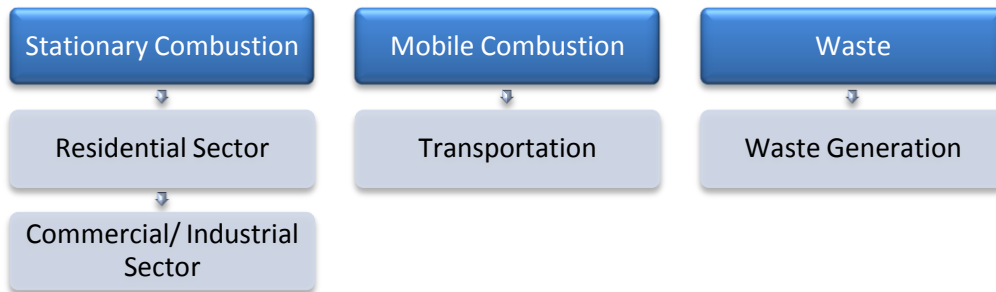 Stationary Combustion
Mobile Combustion
Waste
Residential Sector
Transportation
Waste Generation
Commercial/ Industrial
Sector